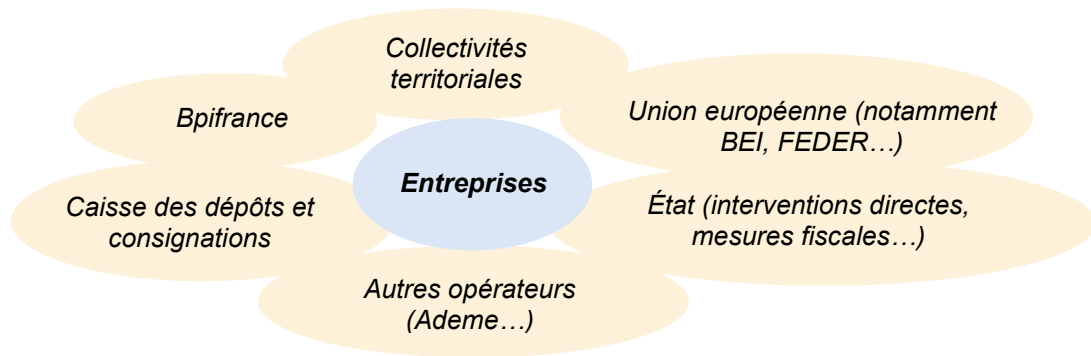 Collectivités
territoriales
Bpifrance
Union européenne (notamment
BEI, FEDER…)
Entreprises
Caisse des dépôts et
consignations
État (interventions directes,
mesures fiscales…)
Autres opérateurs
(Ademe…)